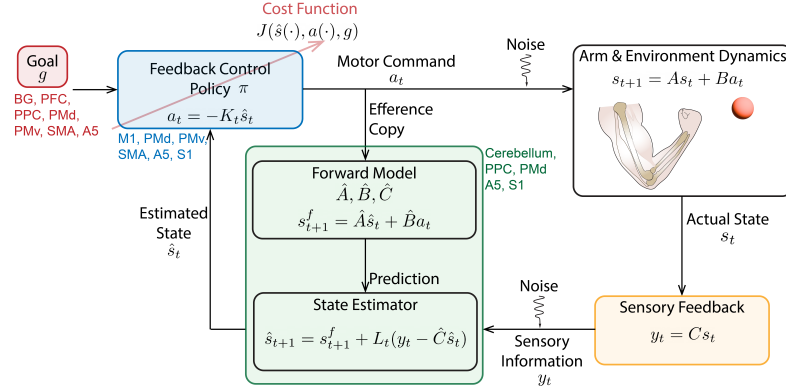 Cost Function
J(ŝ(·), a(·), g)
Goal
g
BG, PFC,
PPC, PMd,
PMv, SMA, A5
Feedback Control
Policy π
a_t = −K_t ŝ_t
M1, PMd, PMv,
SMA, A5, S1
Motor Command
a_t
Noise
Arm & Environment Dynamics
s_{t+1} = As_t + Ba_t
Efference
Copy
Cerebellum,
PPC, PMd
A5, S1
Forward Model
Â, B̂, Ĉ
s^f_{t+1} = Âŝ_t + B̂a_t
Estimated
State
ŝ_t
Actual State
s_t
Prediction
Noise
State Estimator
ŝ_{t+1} = s^f_{t+1} + L_t(y_t − Ĉŝ_t)
Sensory Feedback
y_t = Cs_t
Sensory
Information
y_t